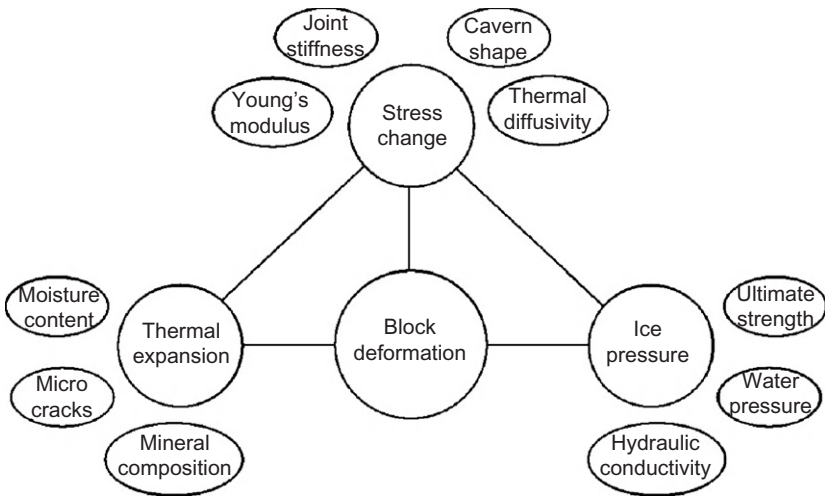 Joint
stiffness
Cavern
shape
Young's
modulus
Stress
change
Thermal
diffusivity
Moisture
content
Thermal
expansion
Block
deformation
Ice
pressure
Ultimate
strength
Micro
cracks
Water
pressure
Mineral
composition
Hydraulic
conductivity